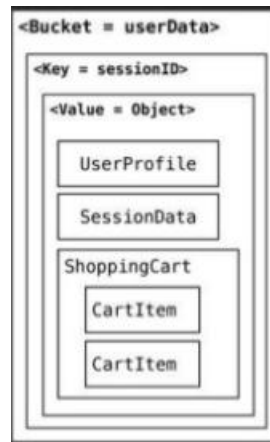 <Bucket = userData>
<Key = sessionID>
<Value = Object>
UserProfile
SessionData
ShoppingCart
CartItem
CartItem